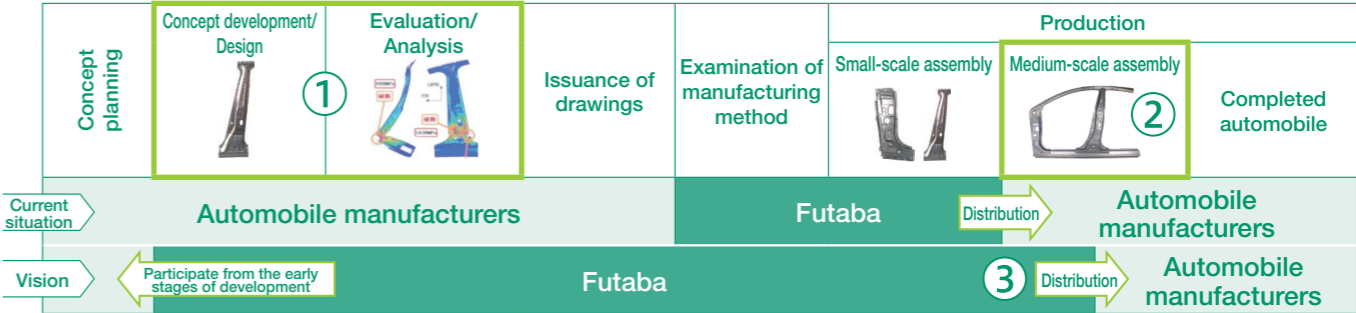 Concept
planning
Concept development/
Design
①
Evaluation/
Analysis
Issuance of
drawings
Examination of
manufacturing
method
Production
Small-scale assembly
Medium-scale assembly
②
Completed
automobile
Current
situation
Automobile manufacturers
Futaba
Distribution
Automobile
manufacturers
Vision
Participate from the early
stages of development
Futaba
③
Distribution
Automobile
manufacturers